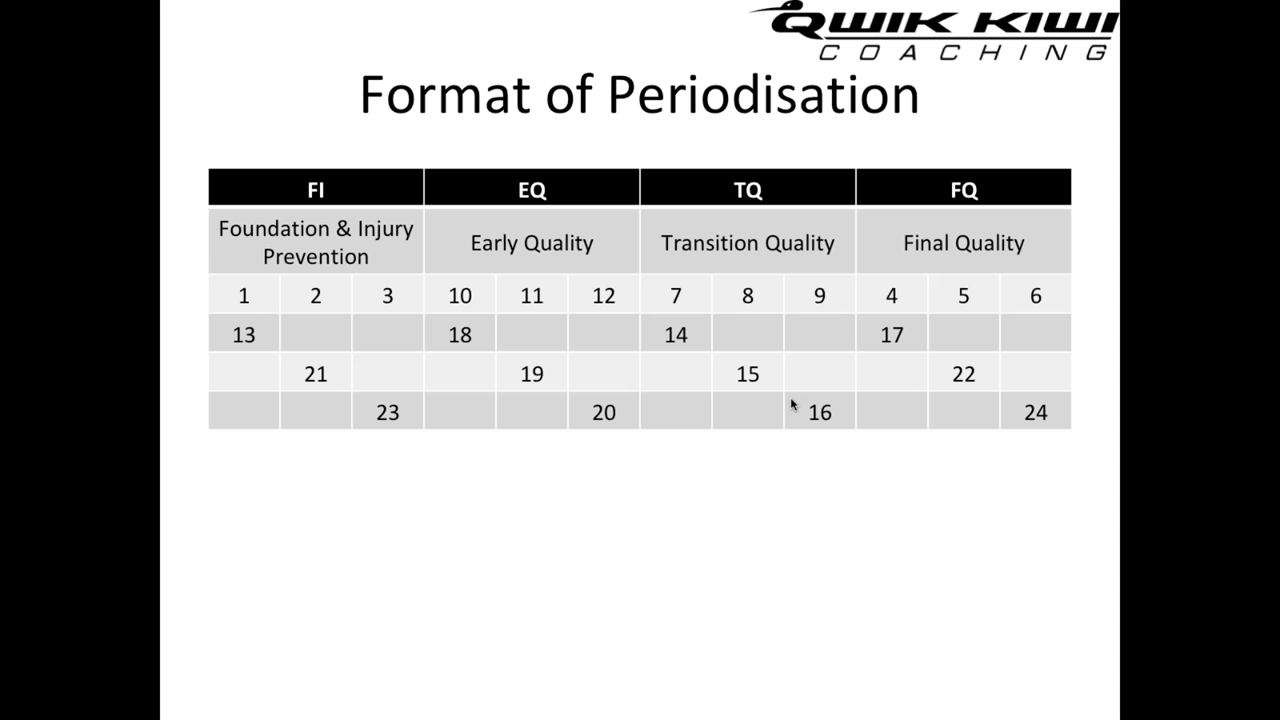 QWIK KIWI
COACHING
Format of Periodisation
FI EQ TQ FQ
Foundation & Injury
Prevention Early Quality Transition Quality Final Quality
1 2 3 10 11 12 7 8 9 4 5 6
13 18 14 17
21 19 15 22
23 20 16 24